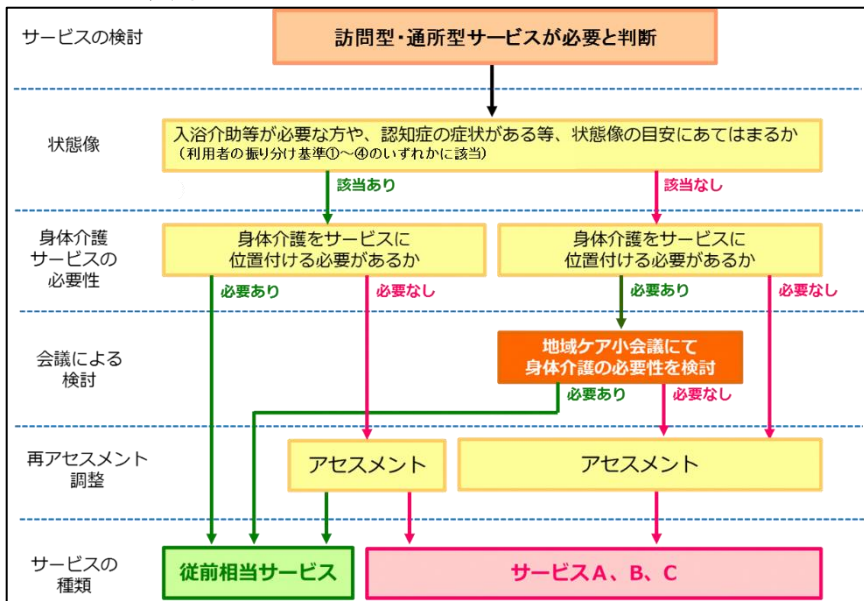 サービスの検討
訪問型・通所型サービスが必要と判断
状態像
入浴介助等が必要な方や、認知症の症状がある等、状態像の目安にあてはまるか
（利用者の振り分け基準①～④のいずれかに該当）
該当あり
該当なし
身体介護
サービスの
必要性
身体介護をサービスに
位置付ける必要があるか
身体介護をサービスに
位置付ける必要があるか
必要あり
必要なし
必要あり
必要なし
会議による
検討
地域ケア小会議にて
身体介護の必要性を検討
必要あり
必要なし
再アセスメント
調整
アセスメント
アセスメント
サービスの
種類
従前相当サービス
サービスA、B、C